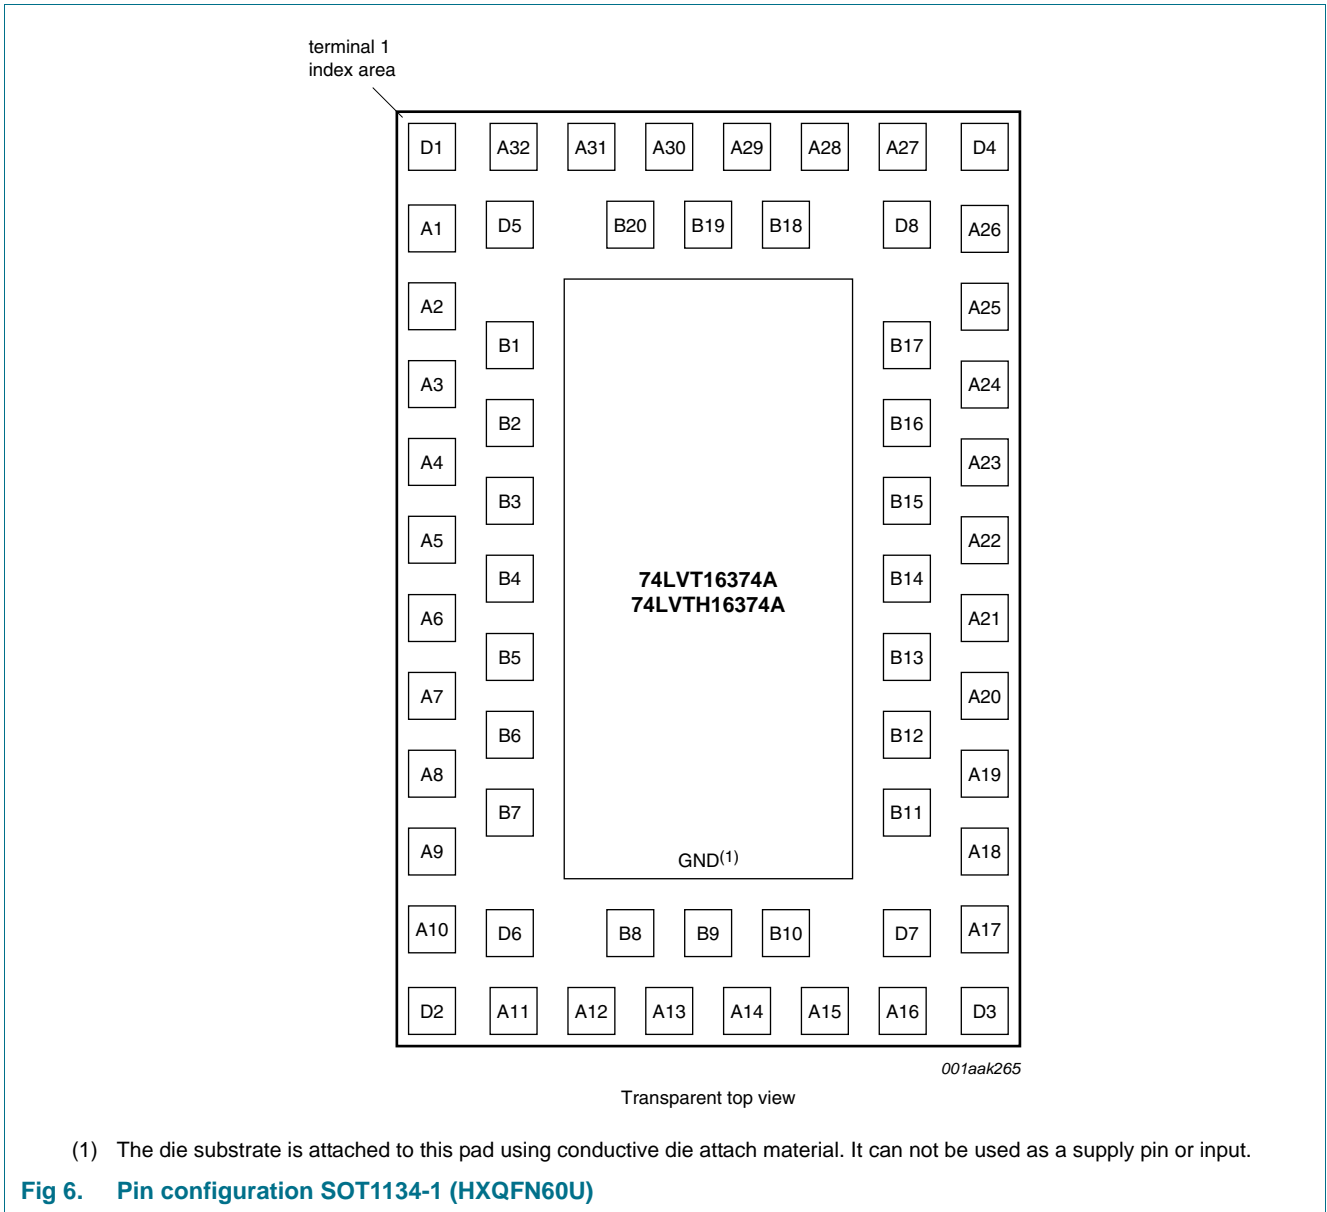 terminal 1
index area
D1 A32 A31 A30 A29 A28 A27 D4
A1 D5 B20 B19 B18 D8 A26
A2 A25
B1 B17
A3 A24
B2 B16
A4 A23
B3 B15
A5 A22
B4 74LVT16374A B14
74LVTH16374A
A6 A21
B5 B13
A7 A20
B6 B12
A8 A19
B7 B11
A9 GND(1) A18
A10 D6 B8 B9 B10 D7 A17
D2 A11 A12 A13 A14 A15 A16 D3
001aak265
Transparent top view
(1) The die substrate is attached to this pad using conductive die attach material. It can not be used as a supply pin or input.
Fig 6. Pin configuration SOT1134-1 (HXQFN60U)